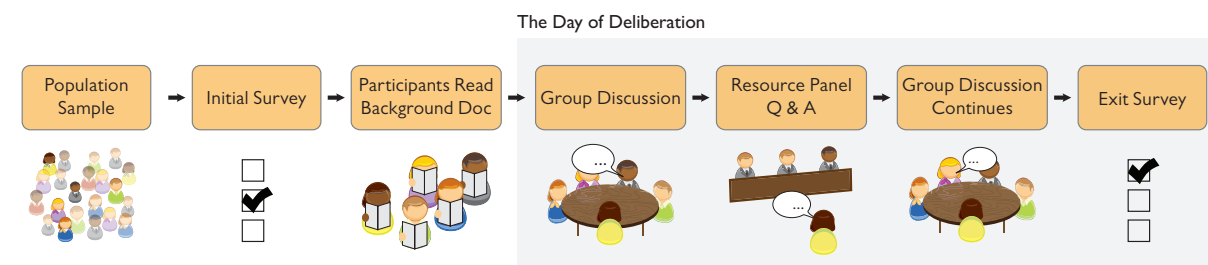 The Day of Deliberation
Population
Sample
Initial Survey
Participants Read
Background Doc
Group Discussion
Resource Panel
Q & A
Group Discussion
Continues
Exit Survey
...
...
...